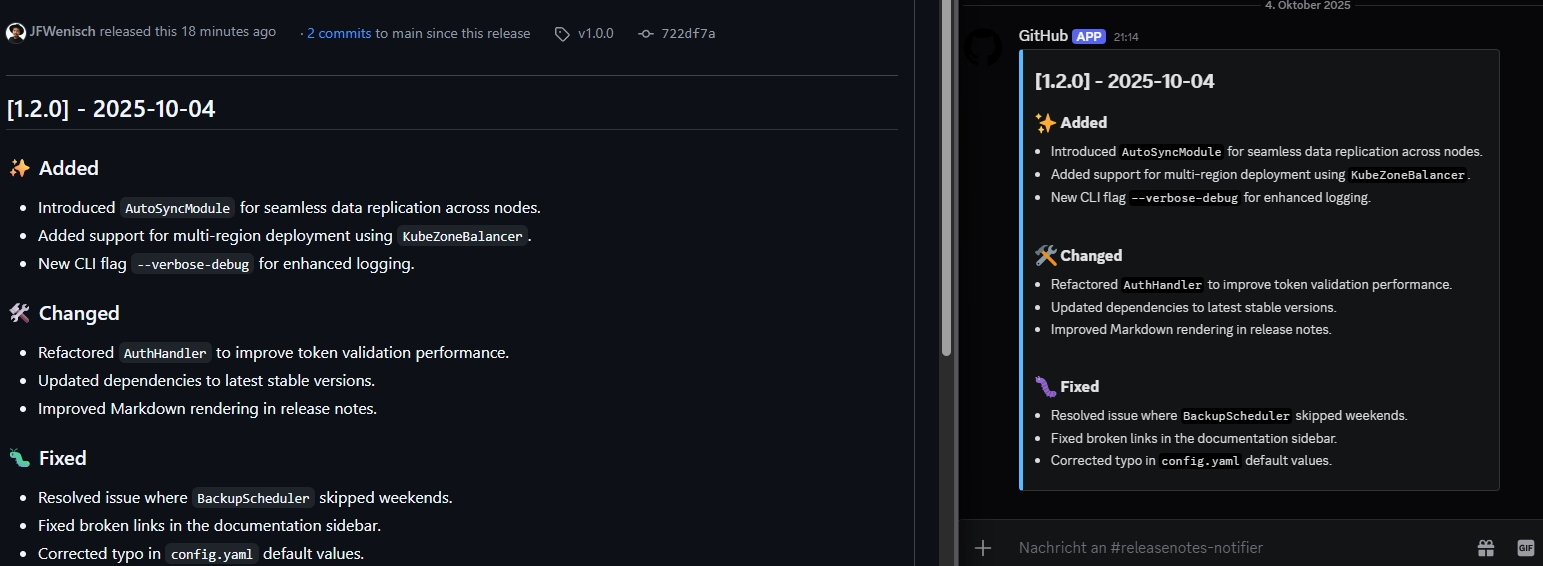 JFWenisch released this 18 minutes ago · 2 commits to main since this release v1.0.0 722df7a
[1.2.0] - 2025-10-04
✨ Added
• Introduced AutoSyncModule for seamless data replication across nodes.
• Added support for multi-region deployment using KubeZoneBalancer.
• New CLI flag --verbose-debug for enhanced logging.
🛠️ Changed
• Refactored AuthHandler to improve token validation performance.
• Updated dependencies to latest stable versions.
• Improved Markdown rendering in release notes.
🐛 Fixed
• Resolved issue where BackupScheduler skipped weekends.
• Fixed broken links in the documentation sidebar.
• Corrected typo in config.yaml default values.
4. Oktober 2025
GitHub APP 21:14
[1.2.0] - 2025-10-04
✨ Added
• Introduced AutoSyncModule for seamless data replication across nodes.
• Added support for multi-region deployment using KubeZoneBalancer.
• New CLI flag --verbose-debug for enhanced logging.
🛠️ Changed
• Refactored AuthHandler to improve token validation performance.
• Updated dependencies to latest stable versions.
• Improved Markdown rendering in release notes.
🐛 Fixed
• Resolved issue where BackupScheduler skipped weekends.
• Fixed broken links in the documentation sidebar.
• Corrected typo in config.yaml default values.
Nachricht an #releasenotes-notifier
GIF